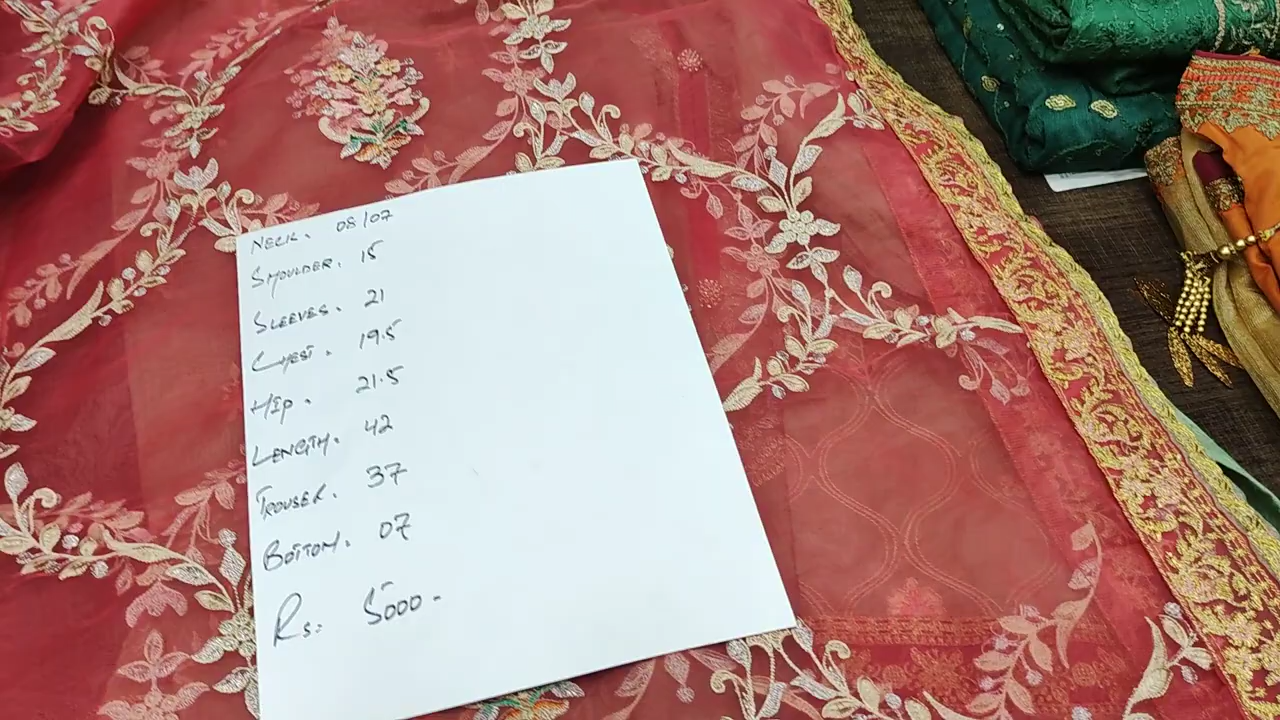 NECK. 08/07
SHOULDER. 15
SLEEVES. 21
CHEST. 19.5
HIP. 21.5
LENGTH. 42
TROUSER. 37
BOTTOM. 07
Rs: 5000-